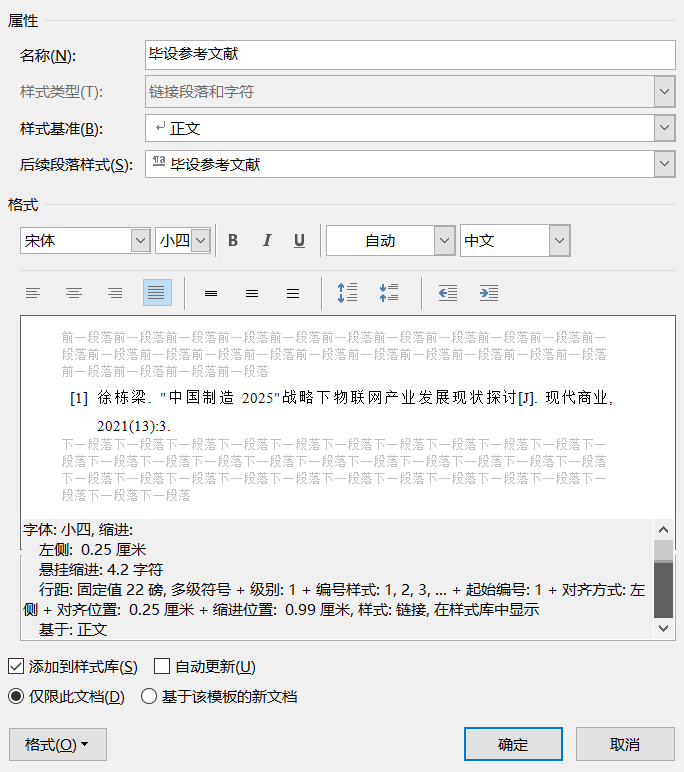 属性
名称(N):
毕设参考文献
样式类型(T):
链接段落和字符
样式基准(B):
正文
后续段落样式(S):
毕设参考文献
格式
宋体 小四 B I U 自动 中文
前一段落前一段落前一段落前一段落前一段落前一段落前一段落前一段落前一段落前一段落前一
段落前一段落前一段落前一段落前一段落前一段落前一段落前一段落前一段落前一段落前一段落
前一段落前一段落前一段落前一段落
[1] 徐栋梁. "中国制造 2025"战略下物联网产业发展现状探讨[J]. 现代商业,
2021(13):3.
下一段落下一段落下一段落下一段落下一段落下一段落下一段落下一段落下一段落下一段落下一
段落下一段落下一段落下一段落下一段落下一段落下一段落下一段落下一段落下一段落下一段落
下一段落下一段落下一段落下一段落下一段落下一段落下一段落下一段落下一段落下一段落下一
段落下一段落下一段落
字体: 小四, 缩进:
左侧: 0.25 厘米
悬挂缩进: 4.2 字符
行距: 固定值 22 磅, 多级符号 + 级别: 1 + 编号样式: 1, 2, 3, ... + 起始编号: 1 + 对齐方式: 左
侧 + 对齐位置: 0.25 厘米 + 缩进位置: 0.99 厘米, 样式: 链接, 在样式库中显示
基于: 正文
添加到样式库(S) 自动更新(U)
仅限此文档(D) 基于该模板的新文档
格式(O) 确定 取消